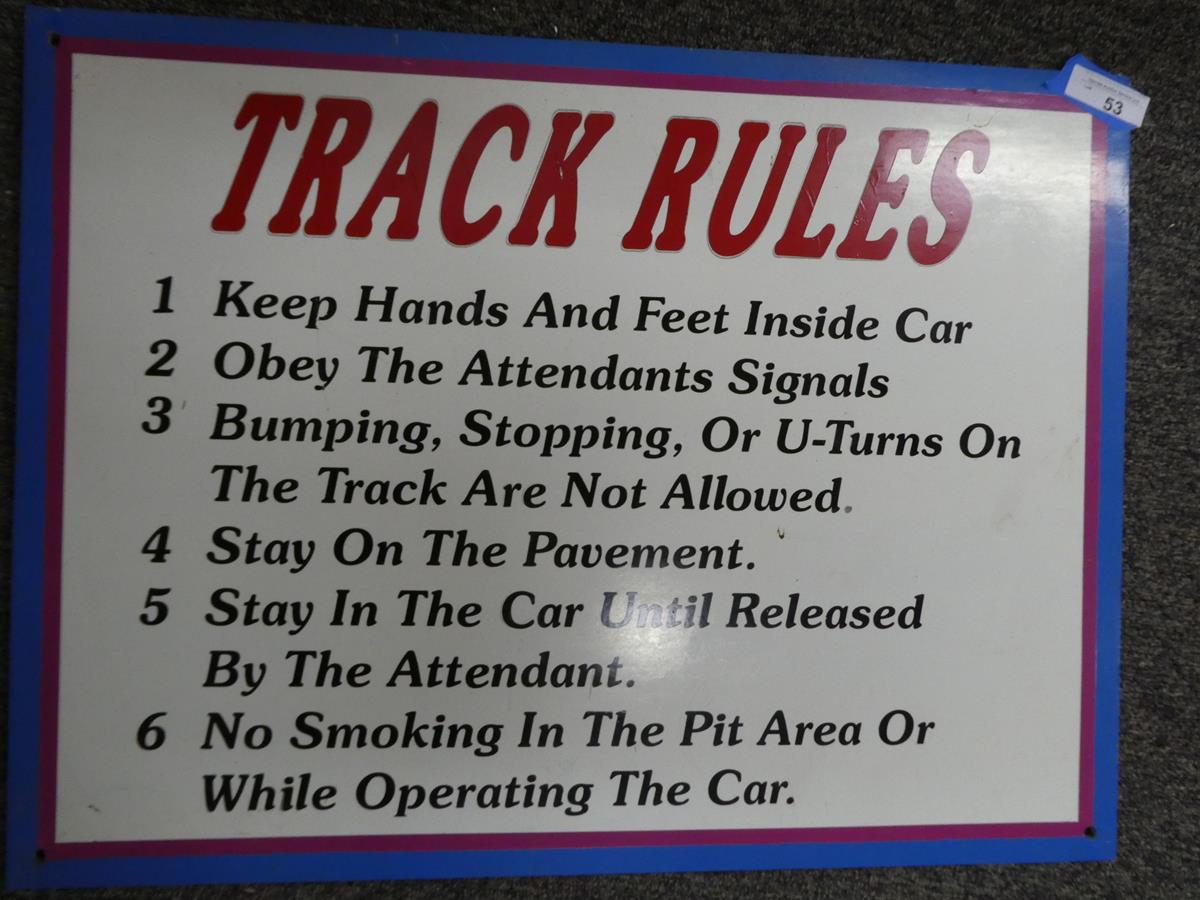 53
TRACK RULES
1 Keep Hands And Feet Inside Car
2 Obey The Attendants Signals
3 Bumping, Stopping, Or U-Turns On
The Track Are Not Allowed.
4 Stay On The Pavement.
5 Stay In The Car Until Released
By The Attendant.
6 No Smoking In The Pit Area Or
While Operating The Car.